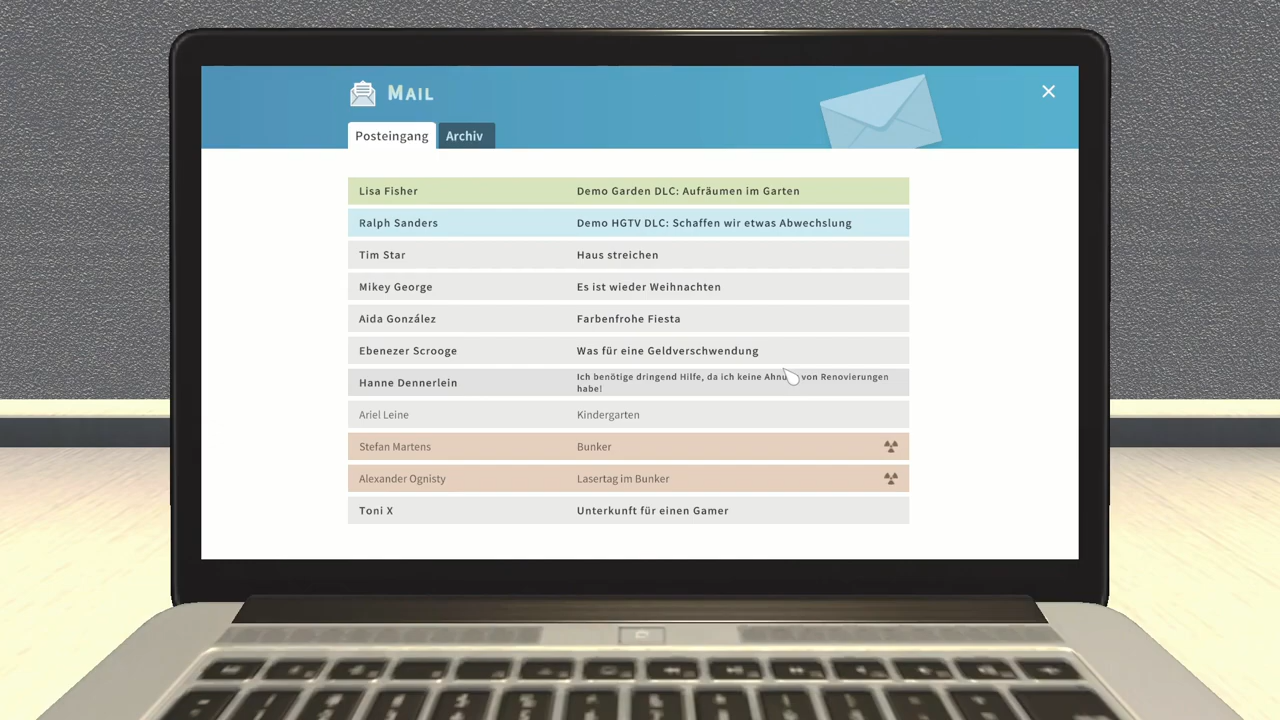 Mail
Posteingang Archiv
Lisa Fisher Demo Garden DLC: Aufräumen im Garten
Ralph Sanders Demo HGTV DLC: Schaffen wir etwas Abwechslung
Tim Star Haus streichen
Mikey George Es ist wieder Weihnachten
Aida González Farbenfrohe Fiesta
Ebenezer Scrooge Was für eine Geldverschwendung
Hanne Dennerlein Ich benötige dringend Hilfe, da ich keine Ahnung von Renovierungen
habe!
Ariel Leine Kindergarten
Stefan Martens Bunker
Alexander Ognisty Lasertag im Bunker
Toni X Unterkunft für einen Gamer